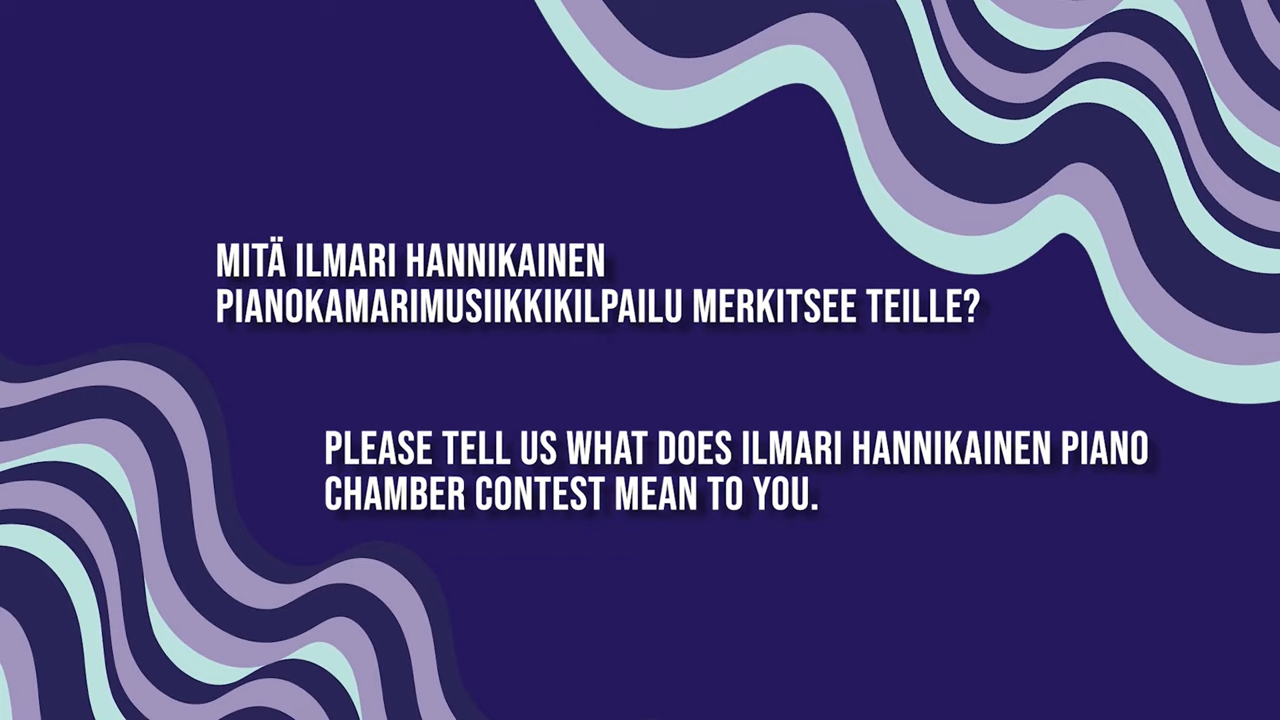 MITÄ ILMARI HANNIKAINEN
PIANOKAMARIMUSIIKKIKILPAILU MERKITSEE TEILLE?
PLEASE TELL US WHAT DOES ILMARI HANNIKAINEN PIANO
CHAMBER CONTEST MEAN TO YOU.